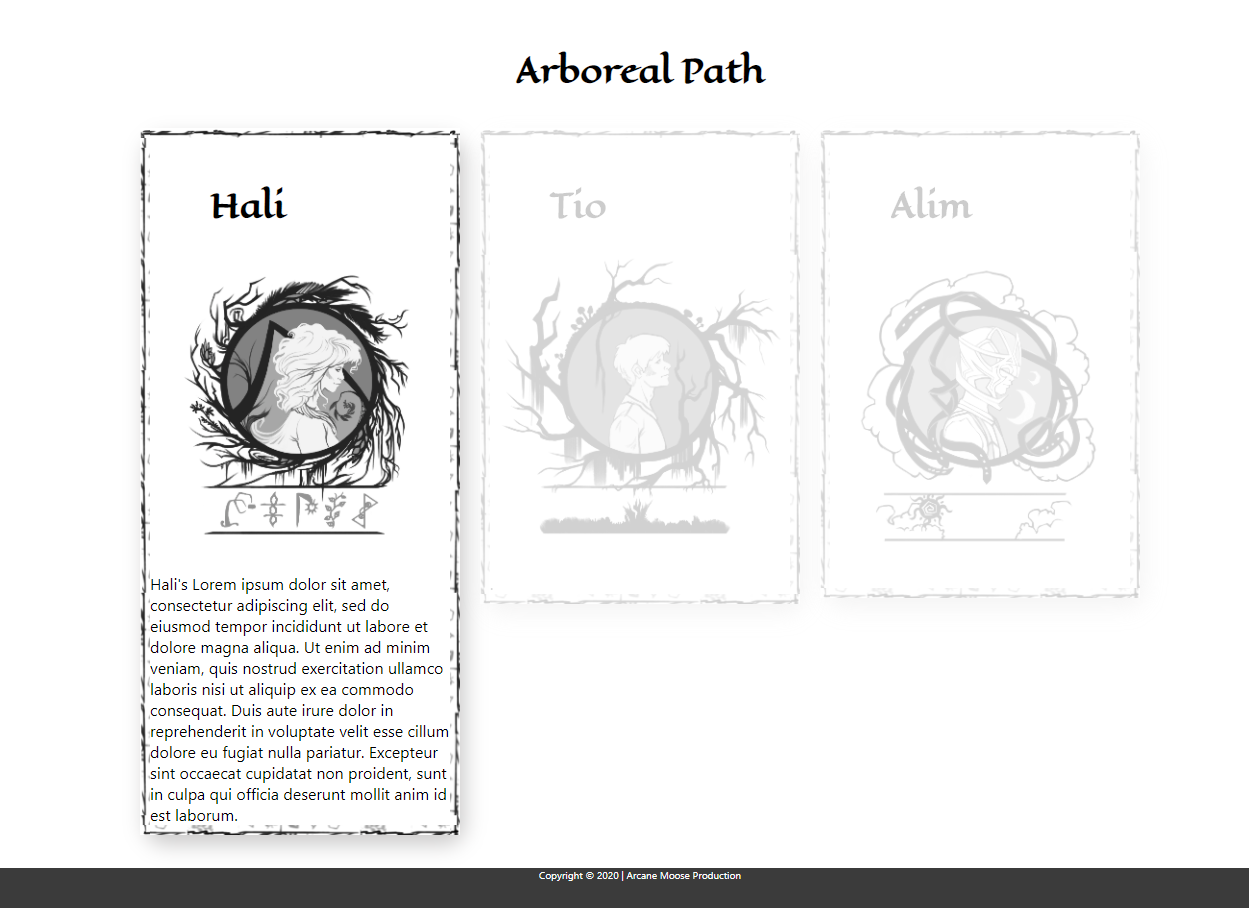 Arboreal Path
Hali
Tio
Alim
Hali's Lorem ipsum dolor sit amet,
consectetur adipiscing elit, sed do
eiusmod tempor incididunt ut labore et
dolore magna aliqua. Ut enim ad minim
veniam, quis nostrud exercitation ullamco
laboris nisi ut aliquip ex ea commodo
consequat. Duis aute irure dolor in
reprehenderit in voluptate velit esse cillum
dolore eu fugiat nulla pariatur. Excepteur
sint occaecat cupidatat non proident, sunt
in culpa qui officia deserunt mollit anim id
est laborum.
Copyright © 2020 | Arcane Moose Production